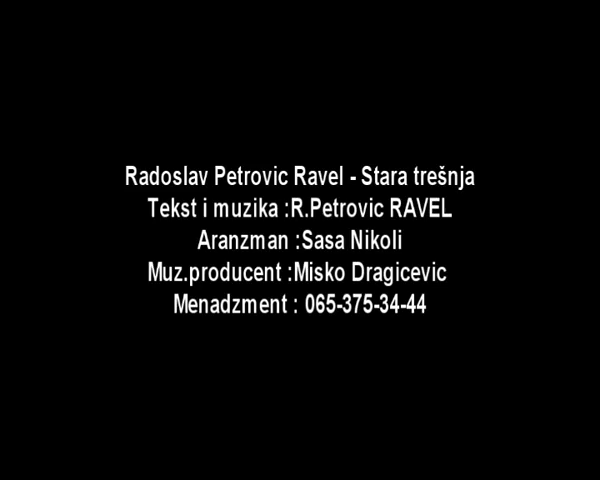 Radoslav Petrovic Ravel - Stara trešnja
Tekst i muzika :R.Petrovic RAVEL
Aranzman :Sasa Nikoli
Muz.producent :Misko Dragicevic
Menadzment : 065-375-34-44